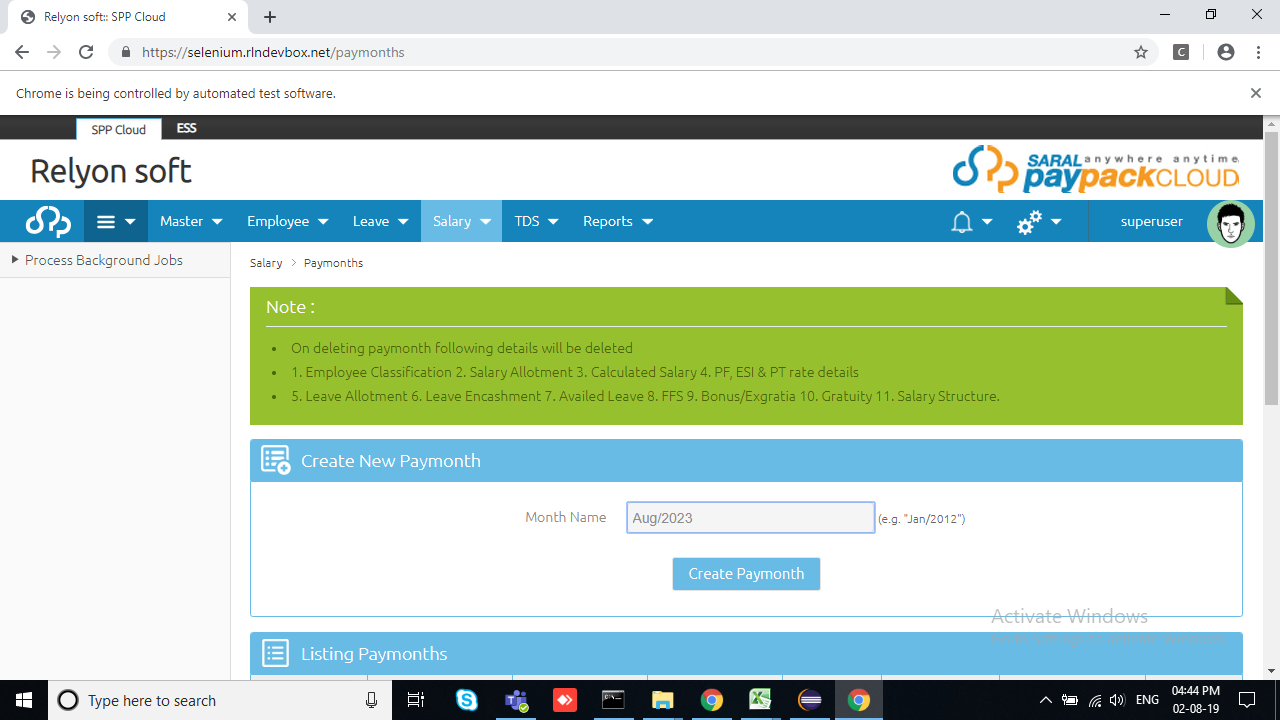 Relyon soft:: SPP Cloud
https://selenium.rlndevbox.net/paymonths
C
Chrome is being controlled by automated test software.
SPP Cloud ESS
Relyon soft
SARAL anywhere anytime
paypackCLOUD
Master Employee Leave Salary TDS Reports superuser
Process Background Jobs
Salary > Paymonths
Note :
• On deleting paymonth following details will be deleted
• 1. Employee Classification 2. Salary Allotment 3. Calculated Salary 4. PF, ESI & PT rate details
• 5. Leave Allotment 6. Leave Encashment 7. Availed Leave 8. FFS 9. Bonus/Exgratia 10. Gratuity 11. Salary Structure.
Create New Paymonth
Month Name Aug/2023 (e.g. "Jan/2012")
Create Paymonth
Activate Windows
Listing Paymonths
Type here to search
ENG
04:44 PM
02-08-19